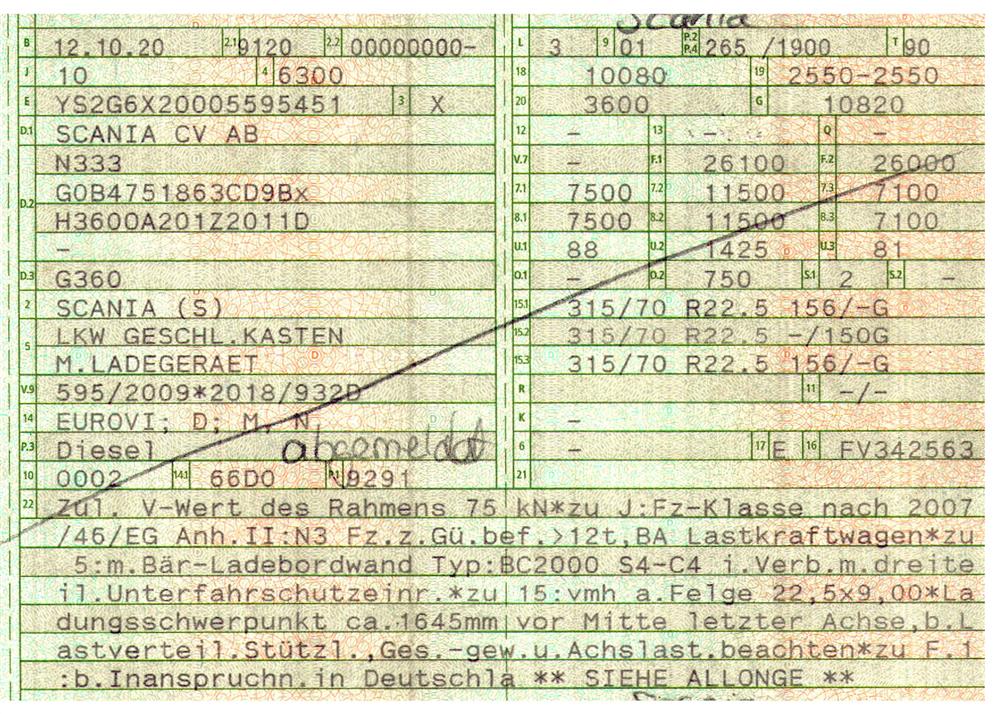 Scania
B 12.10.20 2.1 9120 2.2 00000000- L 3 9 01 P.2 P.4 265 /1900 T 90
J 10 4 6300 18 10080 19 2550-2550
E YS2G6X20005595451 3 X 20 3600 G 10820
D.1 SCANIA CV AB 12 - 13 - Q -
D.2 N333 V.7 - F.1 26100 F.2 26000
G0B4751863CD9Bx 7.1 7500 7.2 11500 7.3 7100
H3600A201Z2011D 8.1 7500 8.2 11500 8.3 7100
- U.1 88 U.2 1425 U.3 81
D.3 G360 O.1 - O.2 750 S.1 2 S.2 -
2 SCANIA (S) 15.1 315/70 R22.5 156/-G
5 LKW GESCHL.KASTEN 15.2 315/70 R22.5 -/150G
M.LADEGERAET 15.3 315/70 R22.5 156/-G
V.9 595/2009*2018/932D R 11 -/-
14 EUROVI; D; M, N K -
P.3 Diesel abgemeldet 6 - 17 E 16 FV342563
10 0002 14.1 66D0 P.1 9291 21
22 Zul. V-Wert des Rahmens 75 kN*zu J:Fz-Klasse nach 2007
/46/EG Anh.II:N3 Fz.z.Gü.bef.>12t,BA Lastkraftwagen*zu
5:m.Bär-Ladebordwand Typ:BC2000 S4-C4 i.Verb.m.dreite
il.Unterfahrschutzeinr.*zu 15:vmh a.Felge 22,5x9,00*La
dungsschwerpunkt ca.1645mm vor Mitte letzter Achse,b.L
astverteil.Stützl.,Ges.-gew.u.Achslast.beachten*zu F.1
:b.Inanspruchn.in Deutschla ** SIEHE ALLONGE **